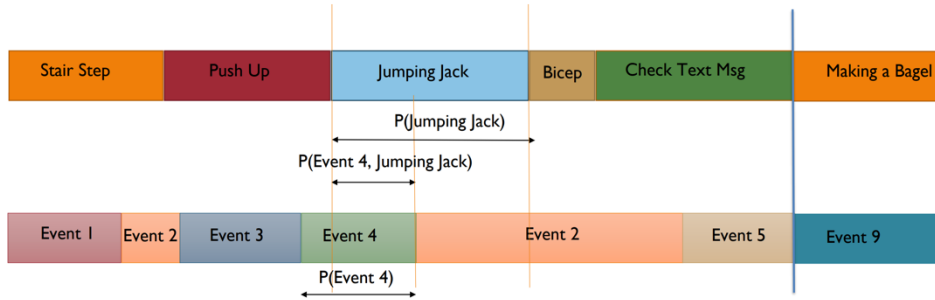 Stair Step
Push Up
Jumping Jack
Bicep
Check Text Msg
Making a Bagel
P(Jumping Jack)
P(Event 4, Jumping Jack)
Event 1
Event 2
Event 3
Event 4
Event 2
Event 5
Event 9
P(Event 4)